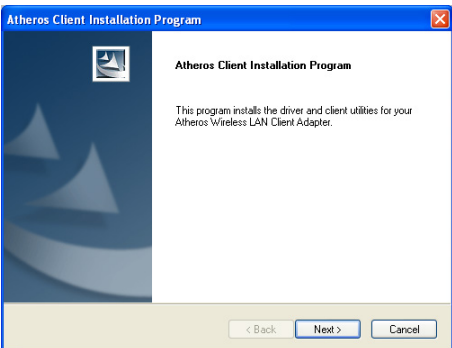 Atheros Client Installation Program
Atheros Client Installation Program
This program installs the driver and client utilities for your
Atheros Wireless LAN Client Adapter.
< Back
Next >
Cancel